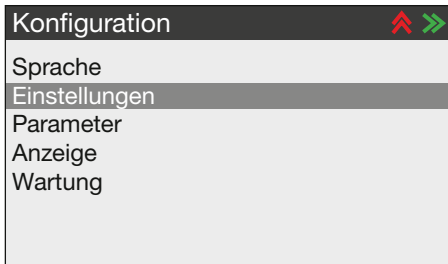 Konfiguration
Sprache
Einstellungen
Parameter
Anzeige
Wartung